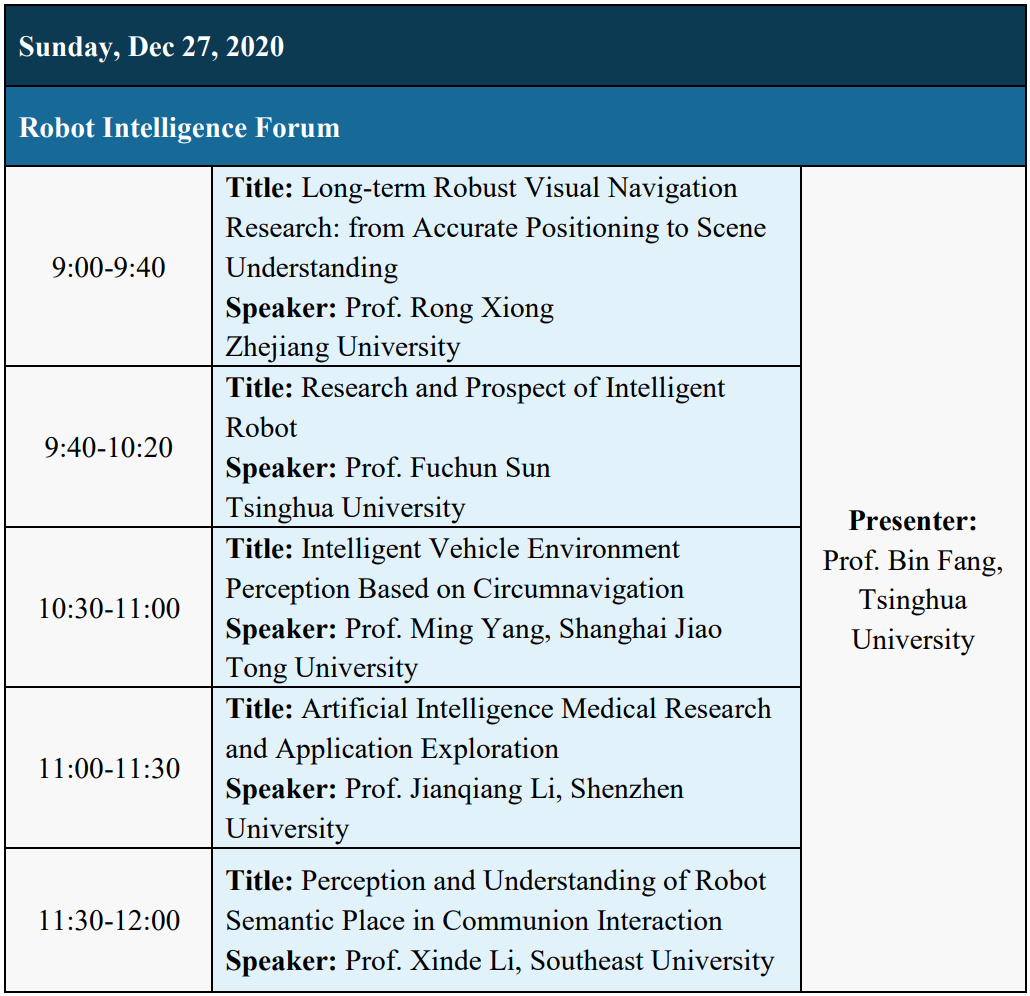 Sunday, Dec 27, 2020
Robot Intelligence Forum
9:00-9:40
Title: Long-term Robust Visual Navigation
Research: from Accurate Positioning to Scene
Understanding
Speaker: Prof. Rong Xiong
Zhejiang University
9:40-10:20
Title: Research and Prospect of Intelligent
Robot
Speaker: Prof. Fuchun Sun
Tsinghua University
10:30-11:00
Title: Intelligent Vehicle Environment
Perception Based on Circumnavigation
Speaker: Prof. Ming Yang, Shanghai Jiao
Tong University
11:00-11:30
Title: Artificial Intelligence Medical Research
and Application Exploration
Speaker: Prof. Jianqiang Li, Shenzhen
University
11:30-12:00
Title: Perception and Understanding of Robot
Semantic Place in Communion Interaction
Speaker: Prof. Xinde Li, Southeast University
Presenter:
Prof. Bin Fang,
Tsinghua
University